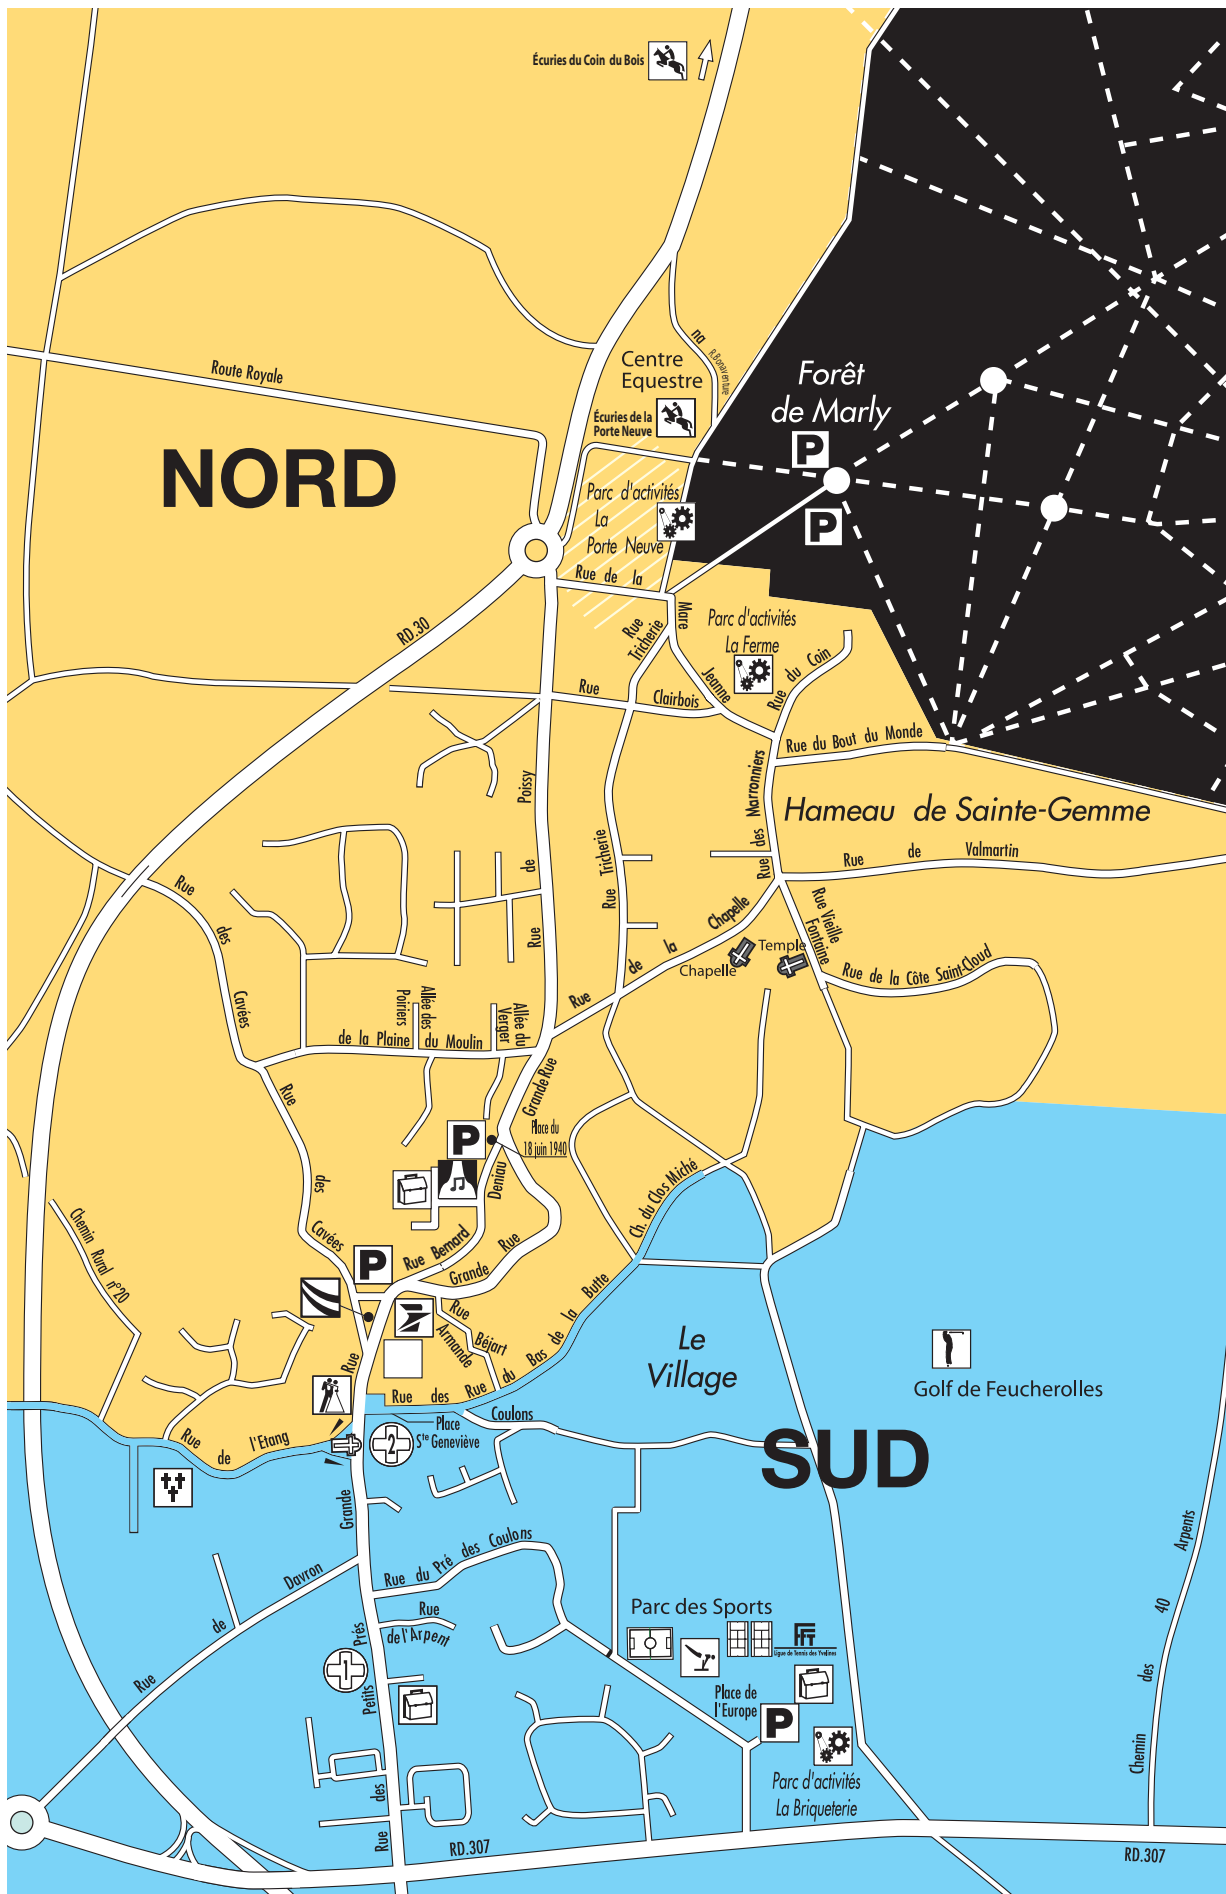 Écuries du Coin du Bois
na
R.Bonaventure
Centre
Equestre
Écuries de la
Porte Neuve
Forêt
de Marly
P
P
Route Royale
NORD
Parc d'activités
La
Porte Neuve
Rue de la
Mare
Jeanne
RD.30
Rue
Tricherie
Parc d'activités
La Ferme
Rue du Coin
Rue
Clairbois
Rue du Bout du Monde
Poissy
de
Rue
Rue Tricherie
Rue des Marronniers
Hameau de Sainte-Gemme
Rue de Valmartin
Rue
des
Cavées
Rue de la Chapelle
Chapelle
Temple
Rue Vieille
Fontaine
Rue de la Côte Saint-Cloud
Allée des
Poiriers
Allée du
Verger
de la Plaine
du Moulin
Grande Rue
Rue
des
Cavées
P
Place du
18 juin 1940
Deniau
Rue Bernard
Grande Rue
Ch. du Clos Miché
Chemin Rural n°20
P
Rue
Armande
Béjart
Rue du Bas de la Butte
Le
Village
Golf de Feucherolles
Rue
Rue des
Coulons
Place
Ste Geneviève
2
Rue de l'Etang
SUD
Grande
Davron
de
Rue
Rue du Pré des Coulons
Rue
de l'Arpent
Parc des Sports
FFT
Ligue de Tennis des Yvelines
1
Prés
Petits
des
Rue
Place de
l'Europe
P
Parc d'activités
La Briqueterie
Arpents
40
des
Chemin
RD.307
RD.307